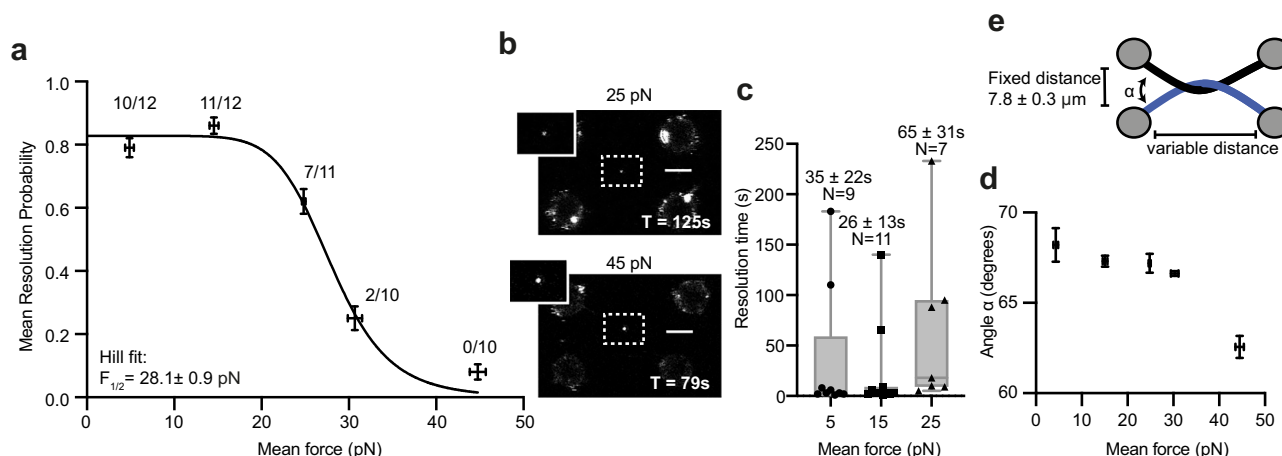 a
1.0
0.8
0.6
0.4
0.2
0.0
Mean Resolution Probability
10/12
11/12
7/11
2/10
0/10
Hill fit:
F1/2= 28.1± 0.9 pN
0
10
20
30
40
50
Mean force (pN)
b
25 pN
T = 125s
45 pN
T = 79s
c
250
200
150
100
50
0
Resolution time (s)
35 ± 22s
N=9
26 ± 13s
N=11
65 ± 31s
N=7
5
15
25
Mean force (pN)
e
Fixed distance
7.8 ± 0.3 µm
α
variable distance
d
70
65
60
Angle α (degrees)
0
10
20
30
40
50
Mean force (pN)